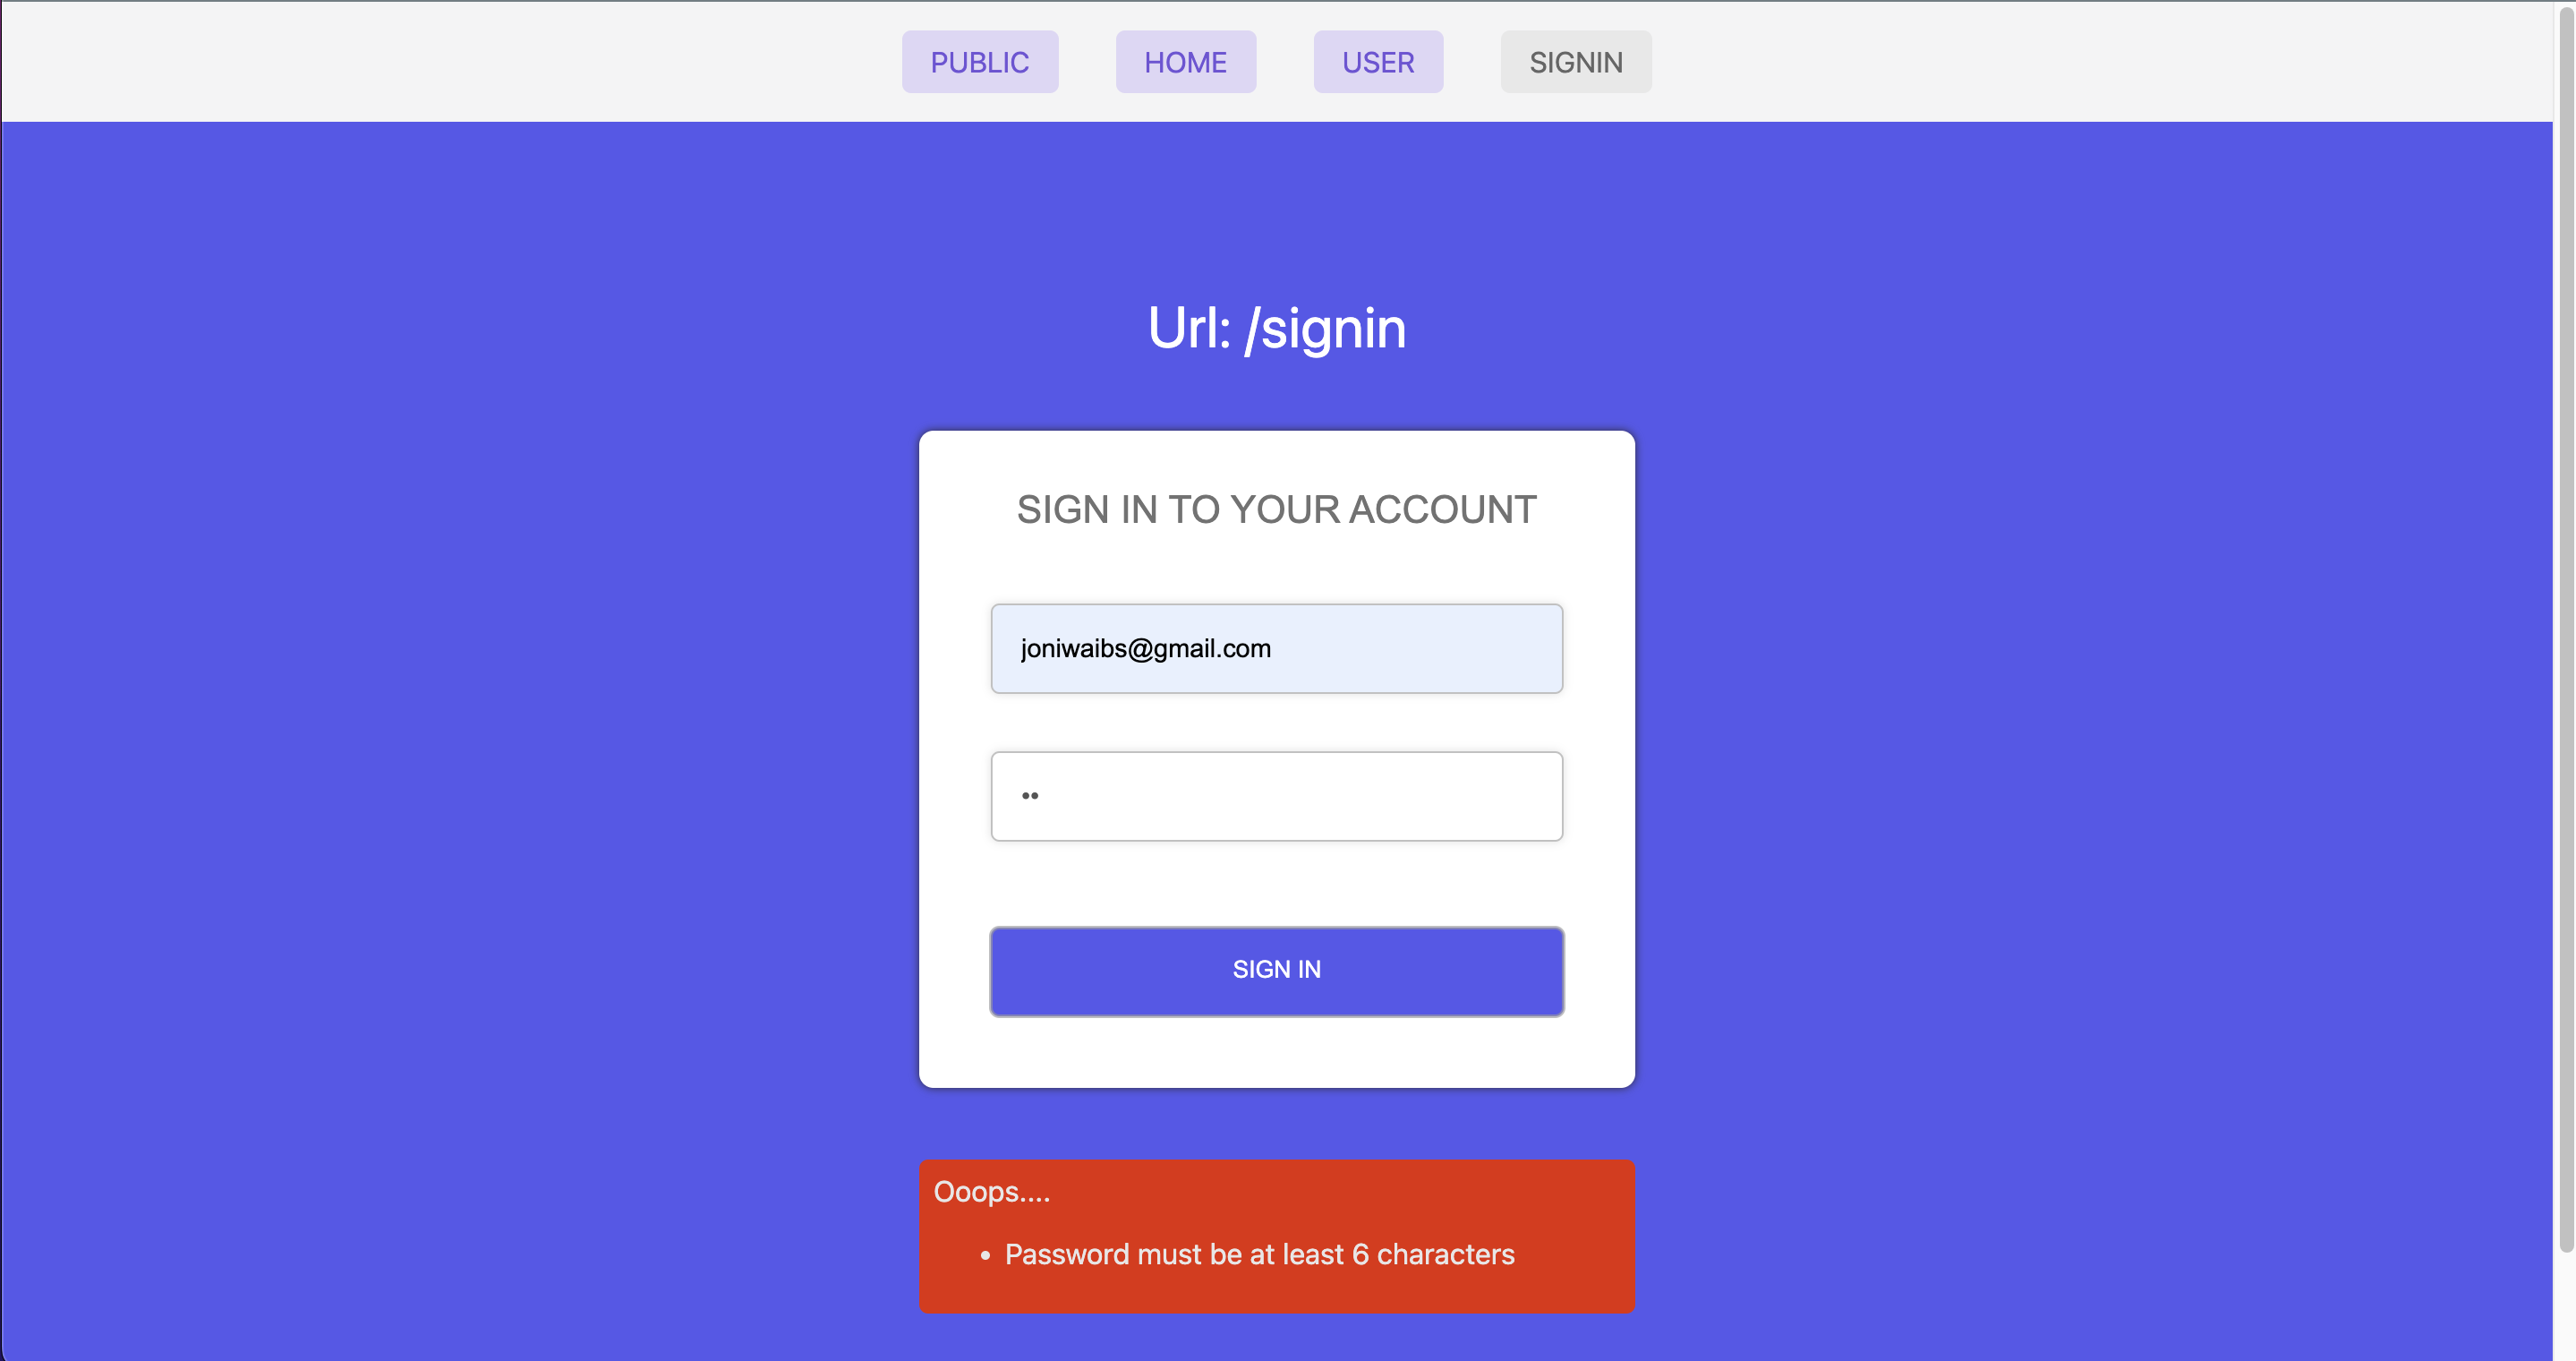 PUBLIC HOME USER SIGNIN
Url: /signin
SIGN IN TO YOUR ACCOUNT
joniwaibs@gmail.com
••
SIGN IN
Ooops....
• Password must be at least 6 characters